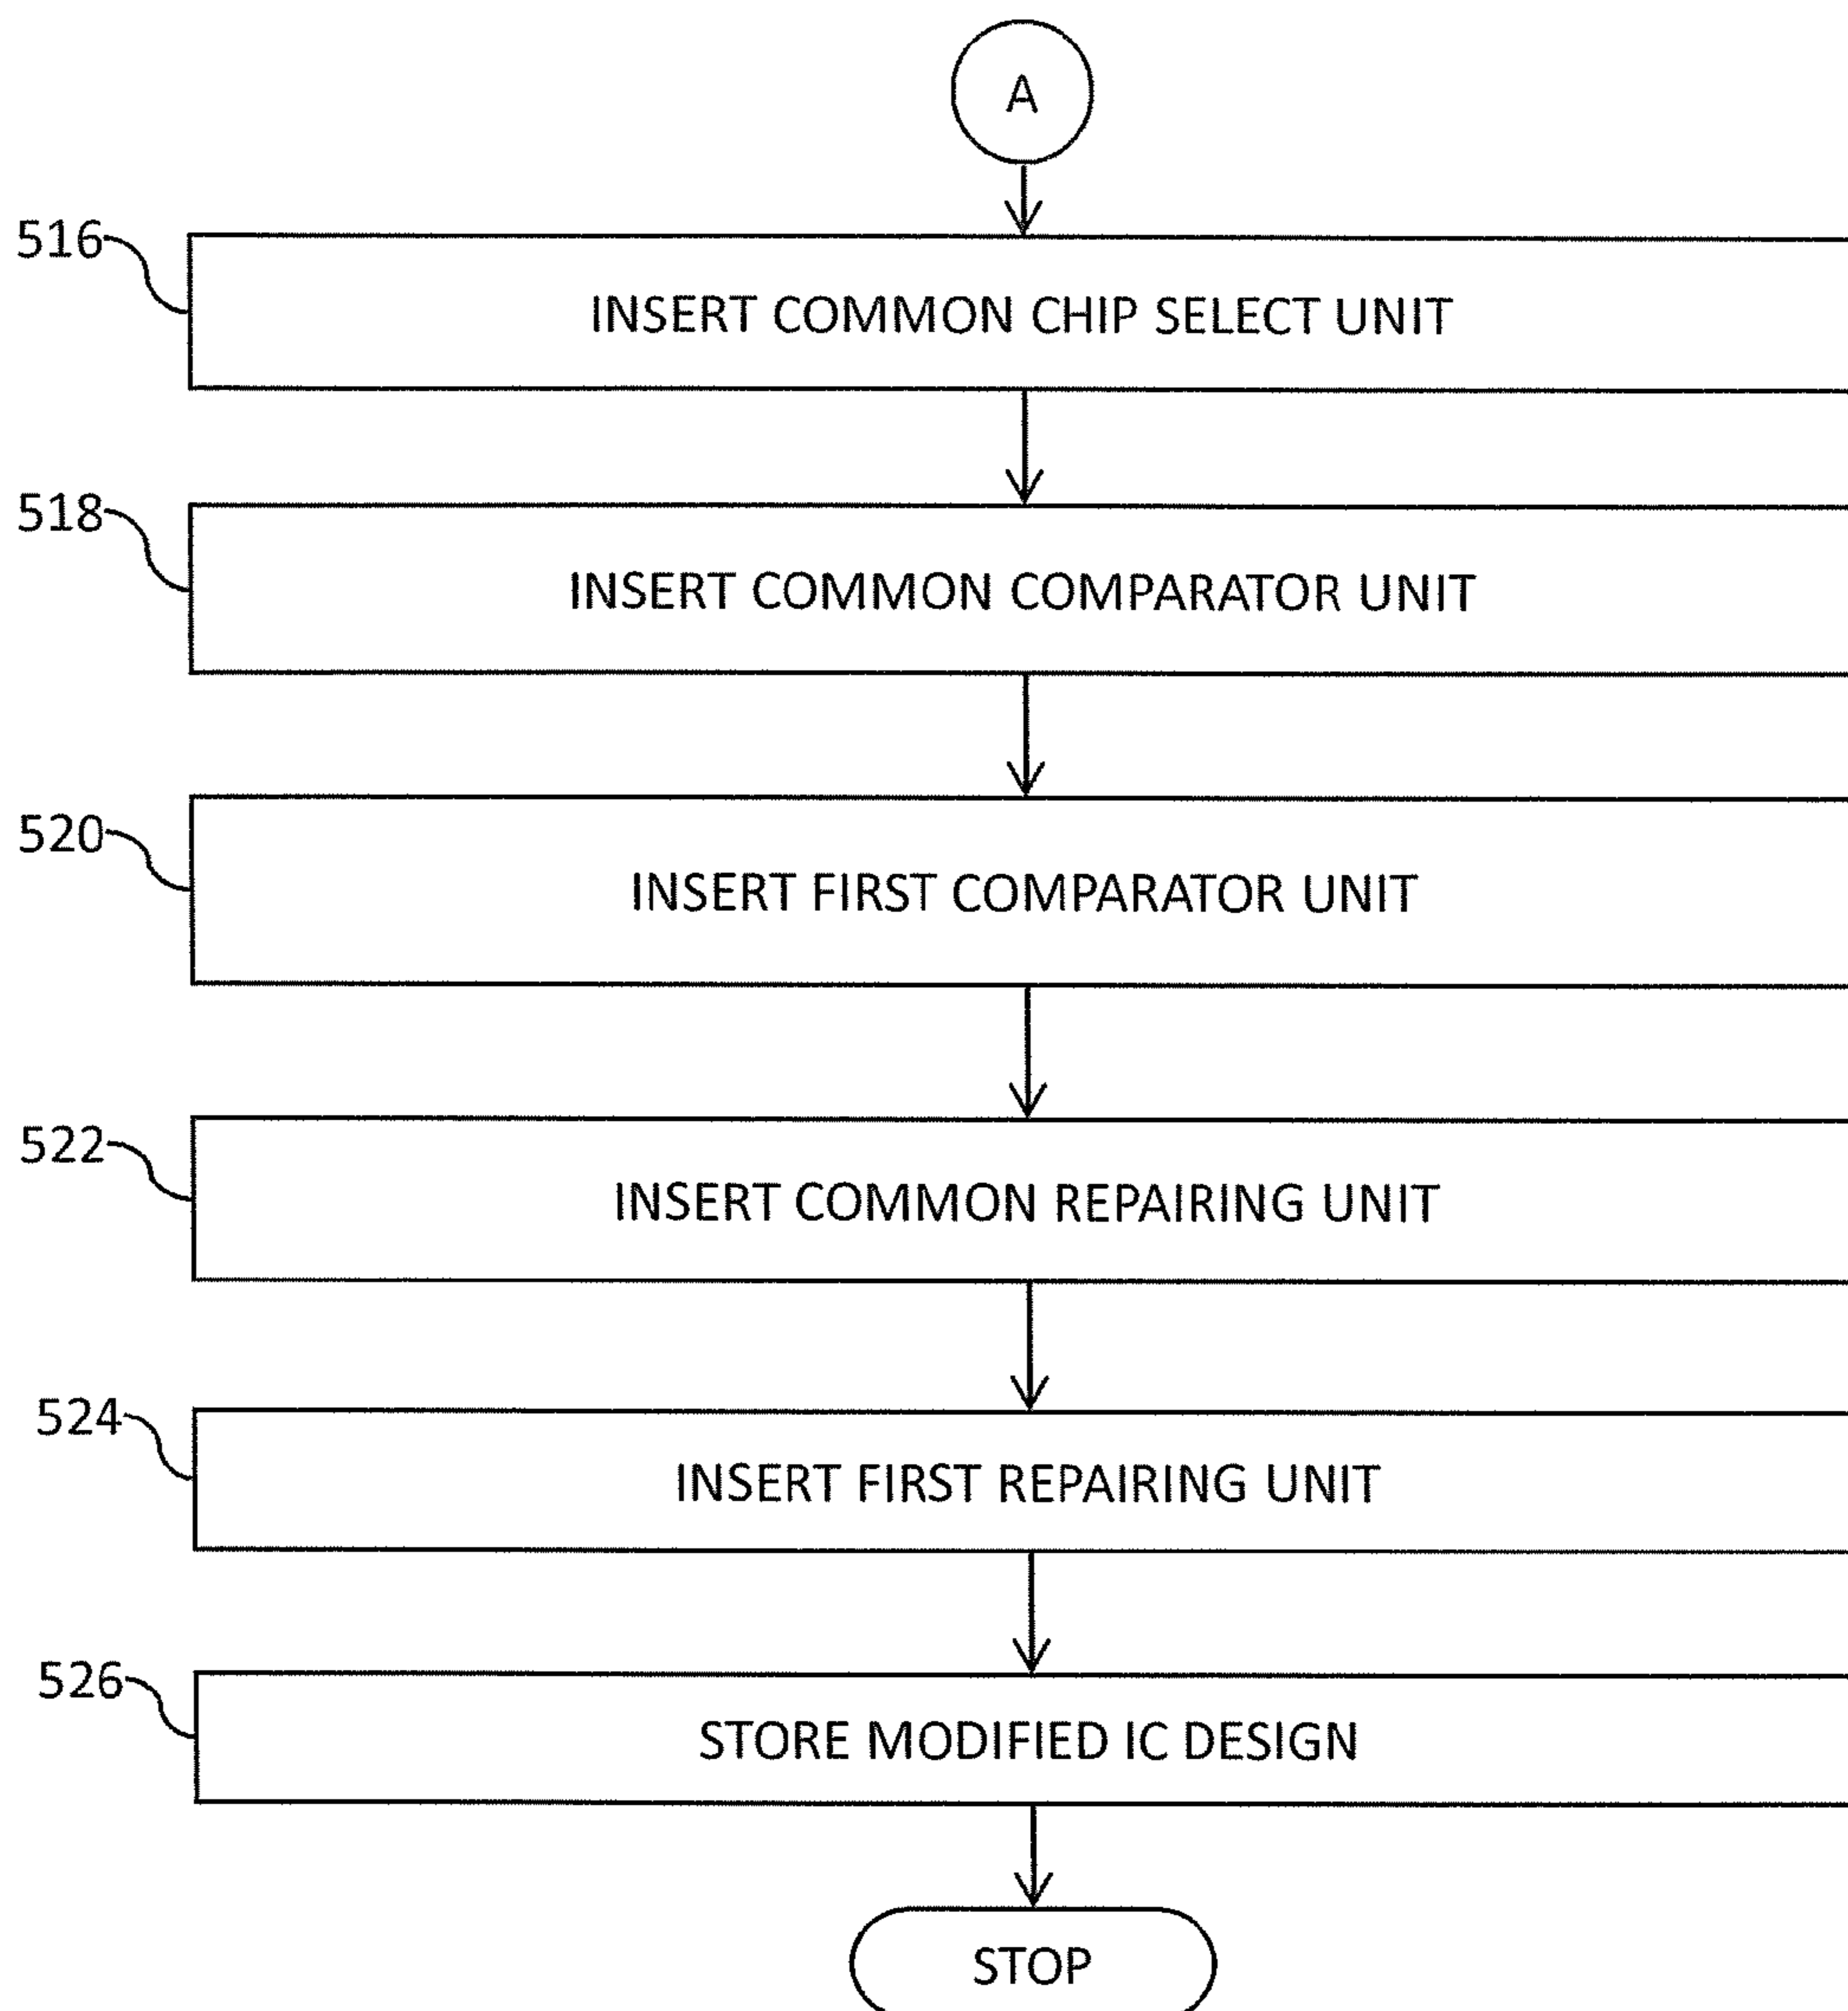 A
516
INSERT COMMON CHIP SELECT UNIT
518
INSERT COMMON COMPARATOR UNIT
520
INSERT FIRST COMPARATOR UNIT
522
INSERT COMMON REPAIRING UNIT
524
INSERT FIRST REPAIRING UNIT
526
STORE MODIFIED IC DESIGN
STOP